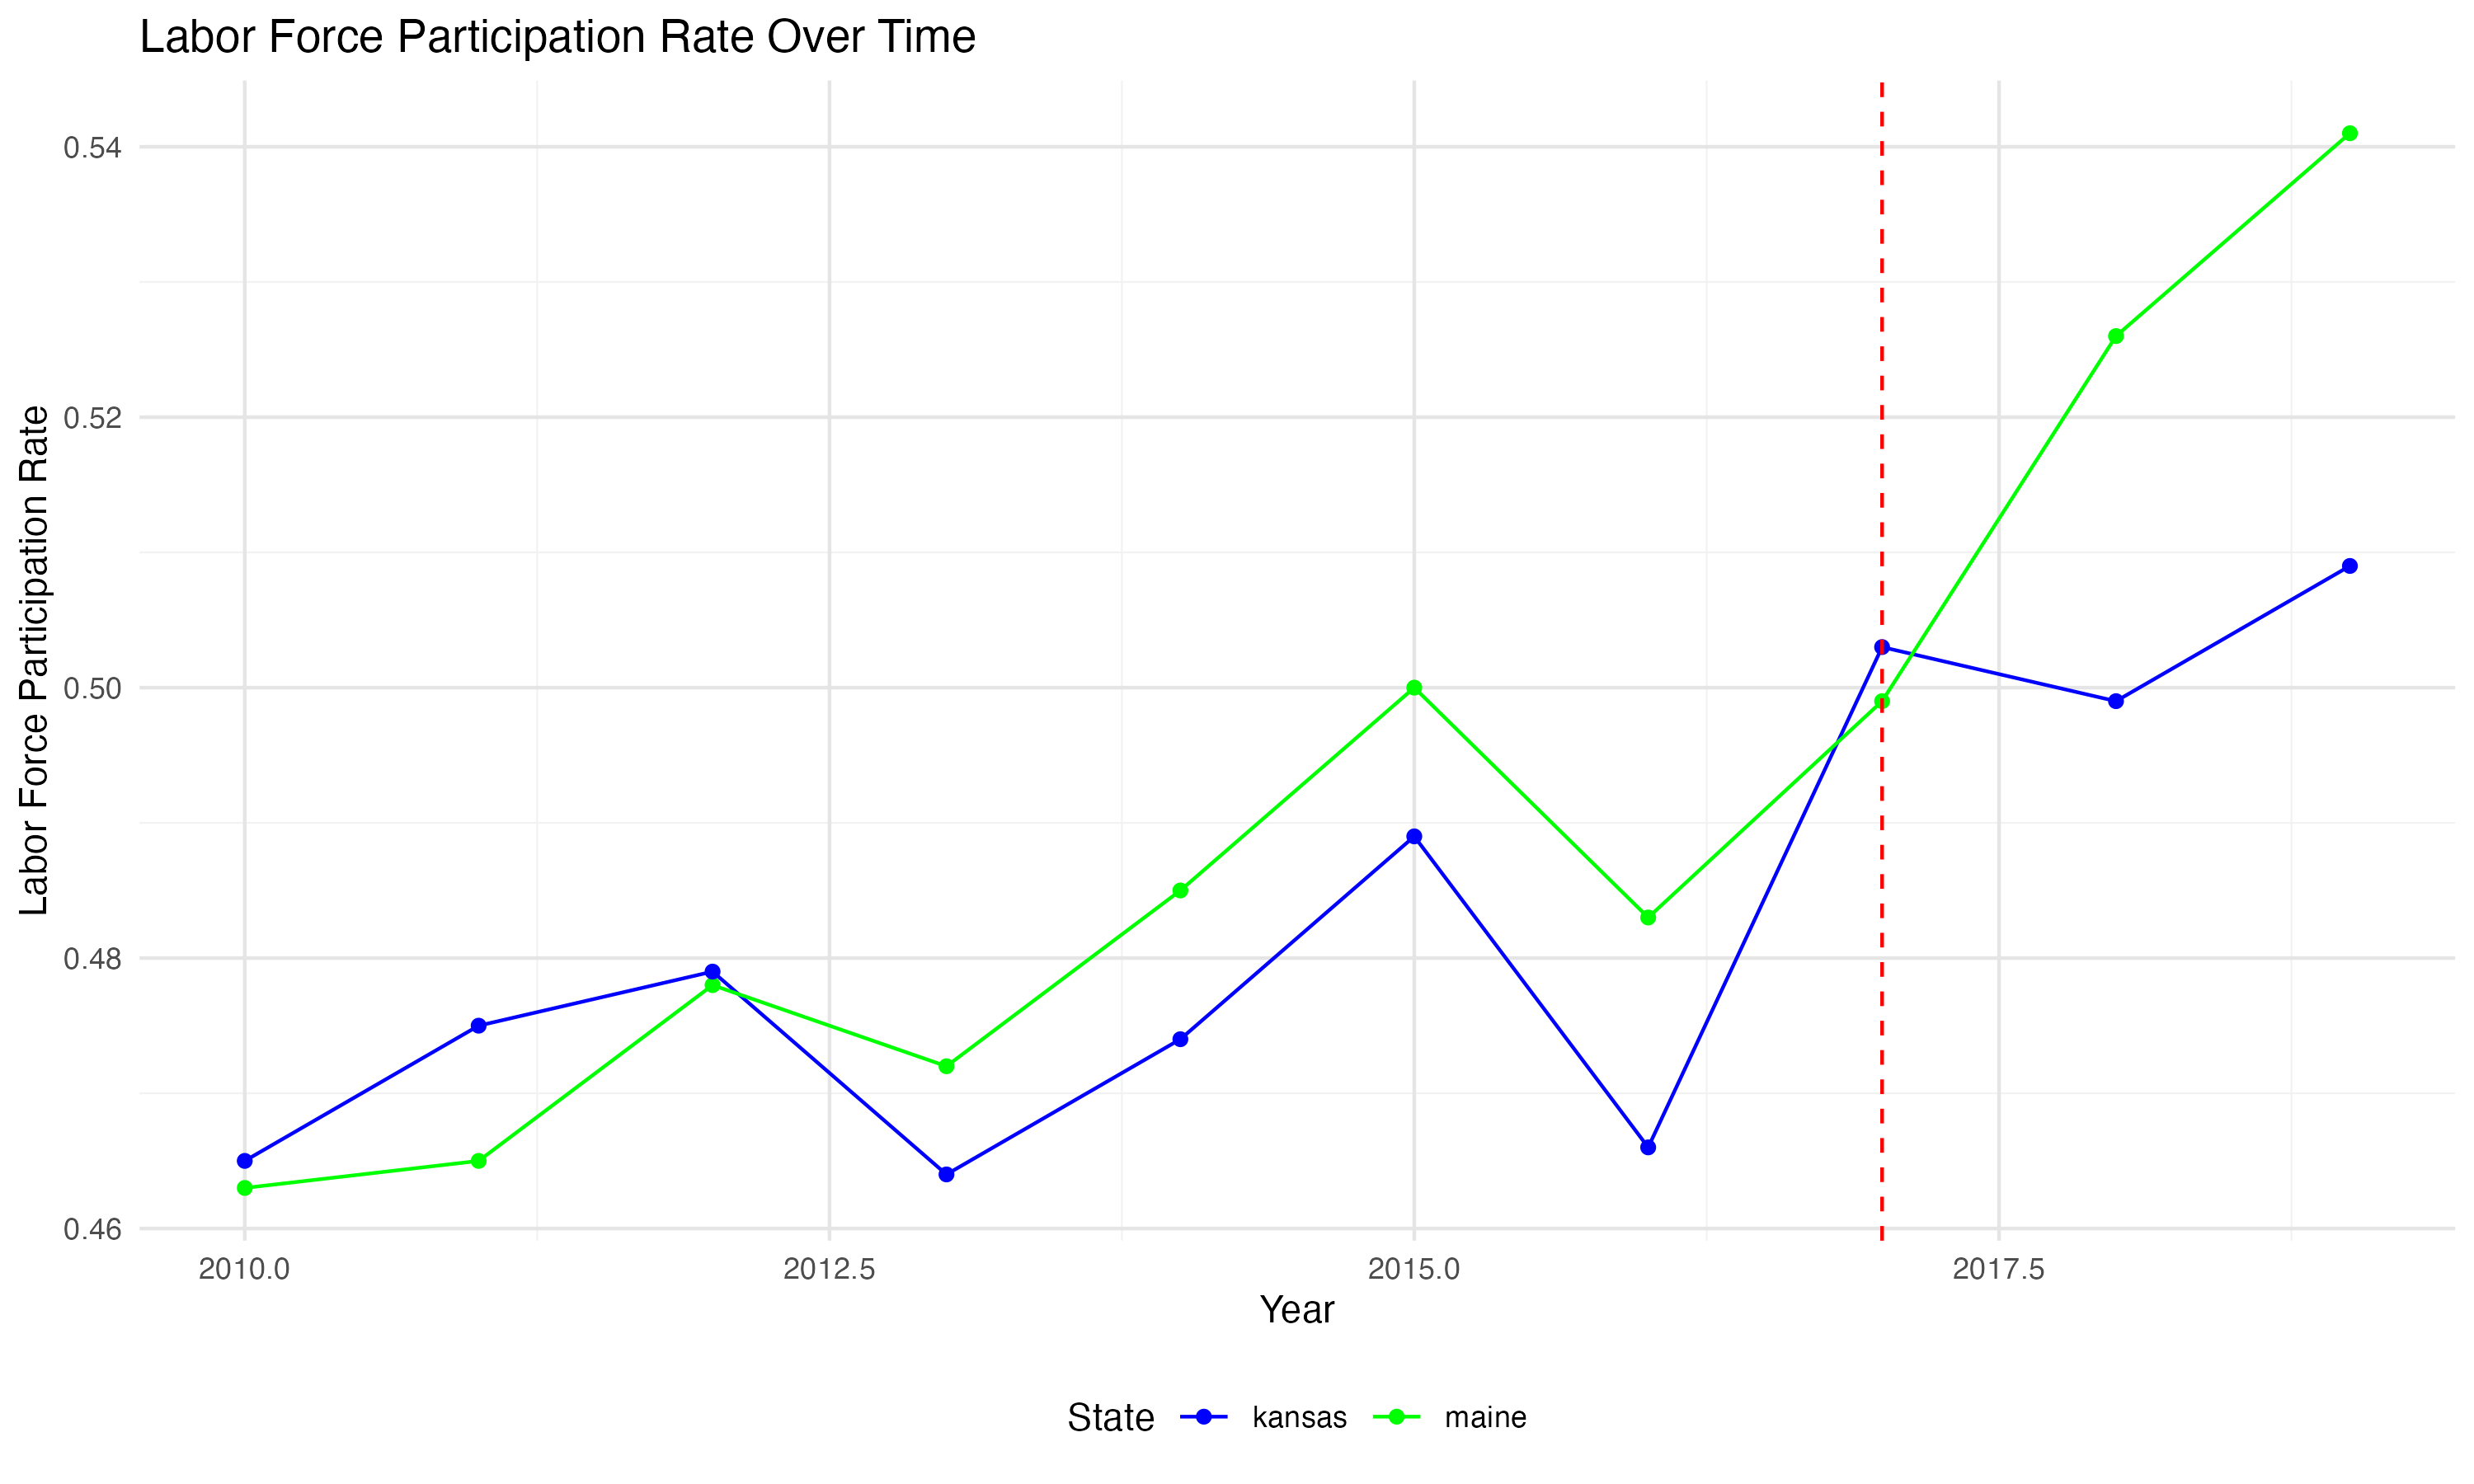 Labor Force Participation Rate Over Time
Labor Force Participation Rate
0.54
0.52
0.50
0.48
0.46
2010.0 2012.5 2015.0 2017.5
Year
State kansas maine